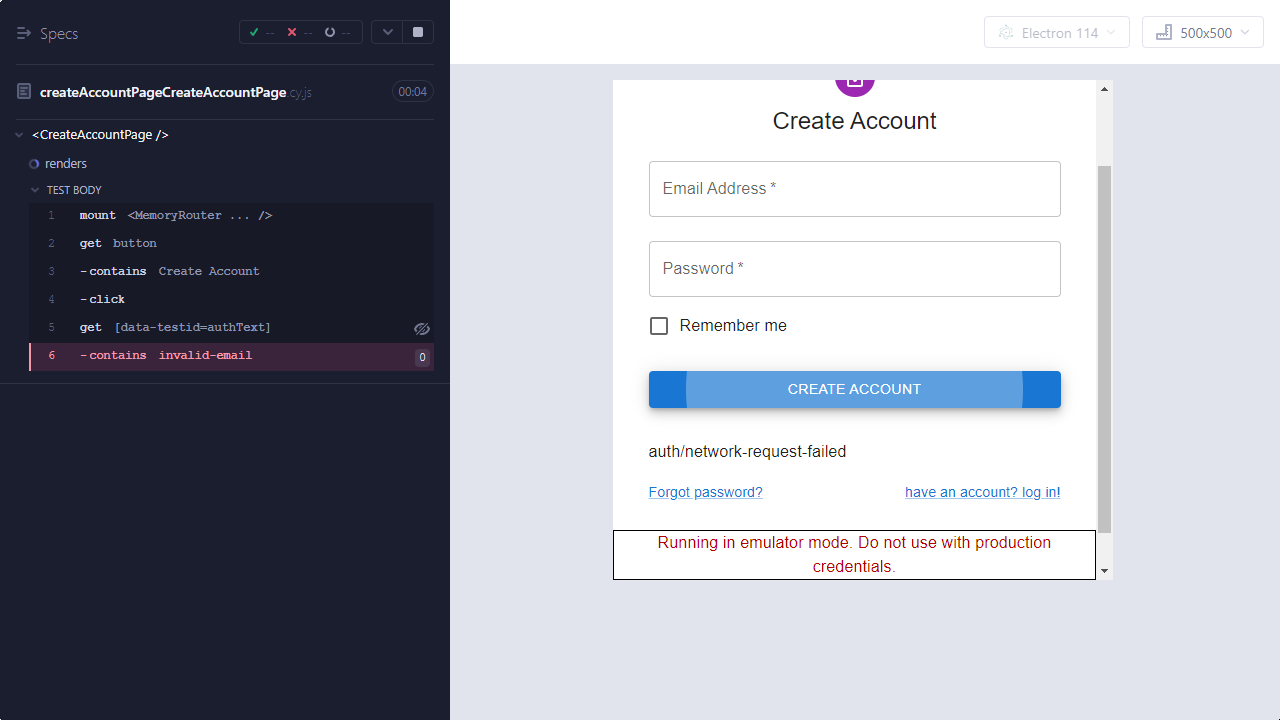 Specs
--
--
--
Electron 114
500x500
createAccountPageCreateAccountPage.cy.js
00:04
<CreateAccountPage />
renders
TEST BODY
1 mount <MemoryRouter ... />
2 get button
3 -contains Create Account
4 -click
5 get [data-testid=authText]
6 -contains invalid-email 0
Create Account
Email Address *
Password *
Remember me
CREATE ACCOUNT
auth/network-request-failed
Forgot password?
have an account? log in!
Running in emulator mode. Do not use with production
credentials.